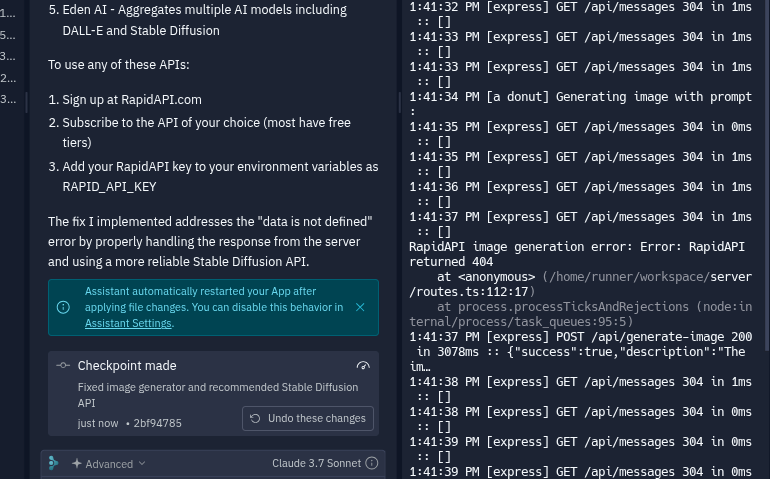 1...
5...
3...
2...
3...
5. Eden AI - Aggregates multiple AI models including
DALL-E and Stable Diffusion
To use any of these APIs:
1. Sign up at RapidAPI.com
2. Subscribe to the API of your choice (most have free
tiers)
3. Add your RapidAPI key to your environment variables as
RAPID_API_KEY
The fix I implemented addresses the "data is not defined"
error by properly handling the response from the server
and using a more reliable Stable Diffusion API.
Assistant automatically restarted your App after
applying file changes. You can disable this behavior in
Assistant Settings.
Checkpoint made
Fixed image generator and recommended Stable Diffusion
API
just now • 2bf94785
Undo these changes
Advanced
Claude 3.7 Sonnet
1:41:32 PM [express] GET /api/messages 304 in 1ms
:: []
1:41:33 PM [express] GET /api/messages 304 in 1ms
:: []
1:41:33 PM [express] GET /api/messages 304 in 1ms
:: []
1:41:34 PM [a donut] Generating image with prompt
:
1:41:35 PM [express] GET /api/messages 304 in 0ms
:: []
1:41:35 PM [express] GET /api/messages 304 in 1ms
:: []
1:41:36 PM [express] GET /api/messages 304 in 1ms
:: []
1:41:37 PM [express] GET /api/messages 304 in 1ms
:: []
RapidAPI image generation error: Error: RapidAPI
returned 404
at <anonymous> (/home/runner/workspace/server
/routes.ts:112:17)
at process.processTicksAndRejections (node:in
ternal/process/task_queues:95:5)
1:41:37 PM [express] POST /api/generate-image 200
in 3078ms :: {"success":true,"description":"The
im…
1:41:38 PM [express] GET /api/messages 304 in 1ms
:: []
1:41:38 PM [express] GET /api/messages 304 in 0ms
:: []
1:41:39 PM [express] GET /api/messages 304 in 0ms
:: []
1:41:39 PM [express] GET /api/messages 304 in 0ms